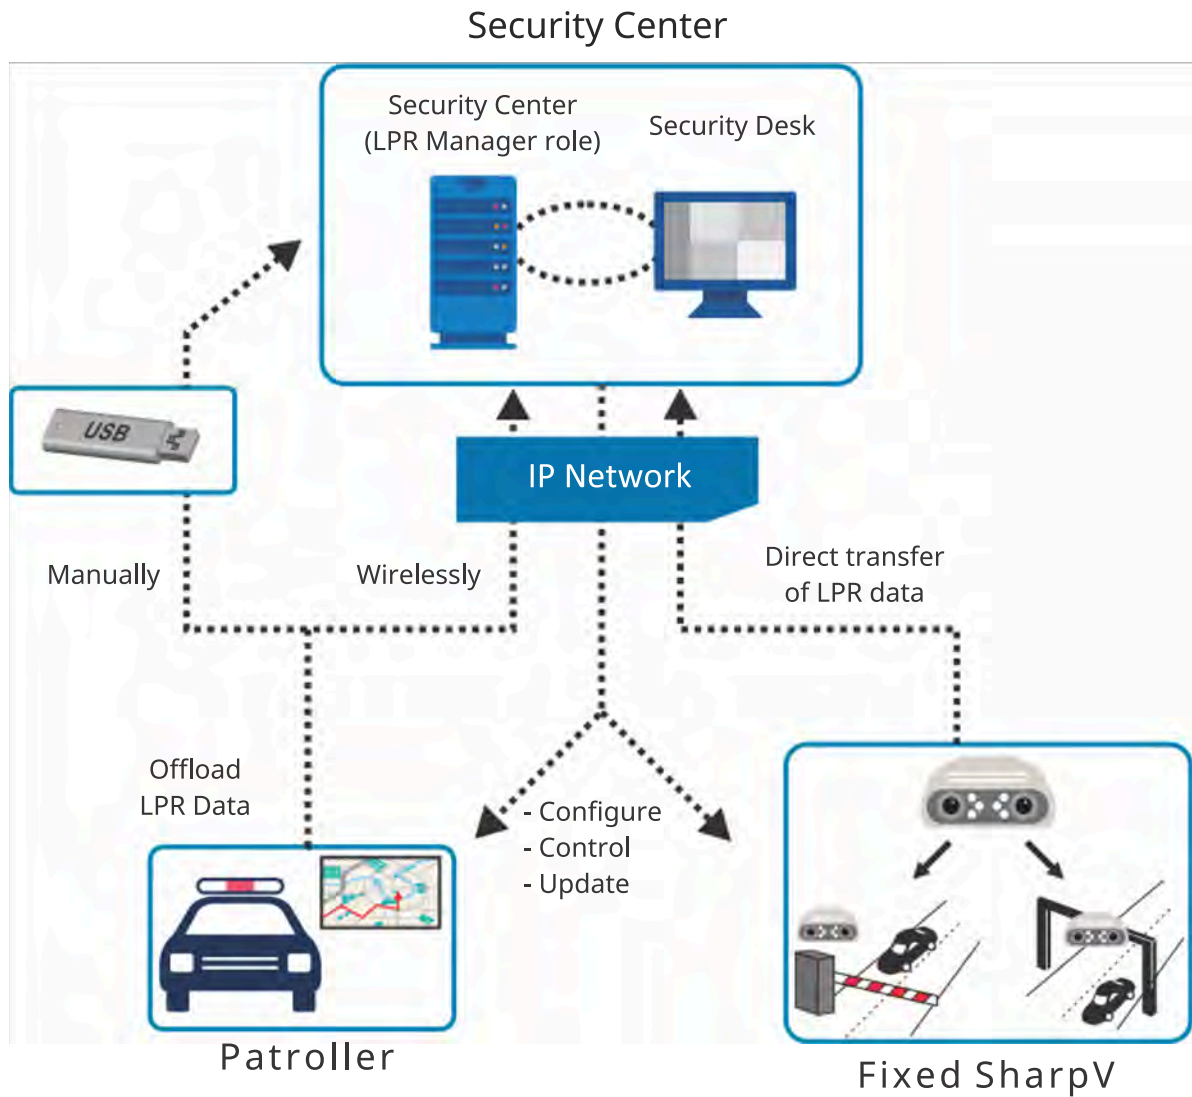 Security Center
Security Center
(LPR Manager role)
Security Desk
USB
IP Network
Manually
Wirelessly
Direct transfer
of LPR data
Offload
LPR Data
- Configure
- Control
- Update
Patroller
Fixed SharpV